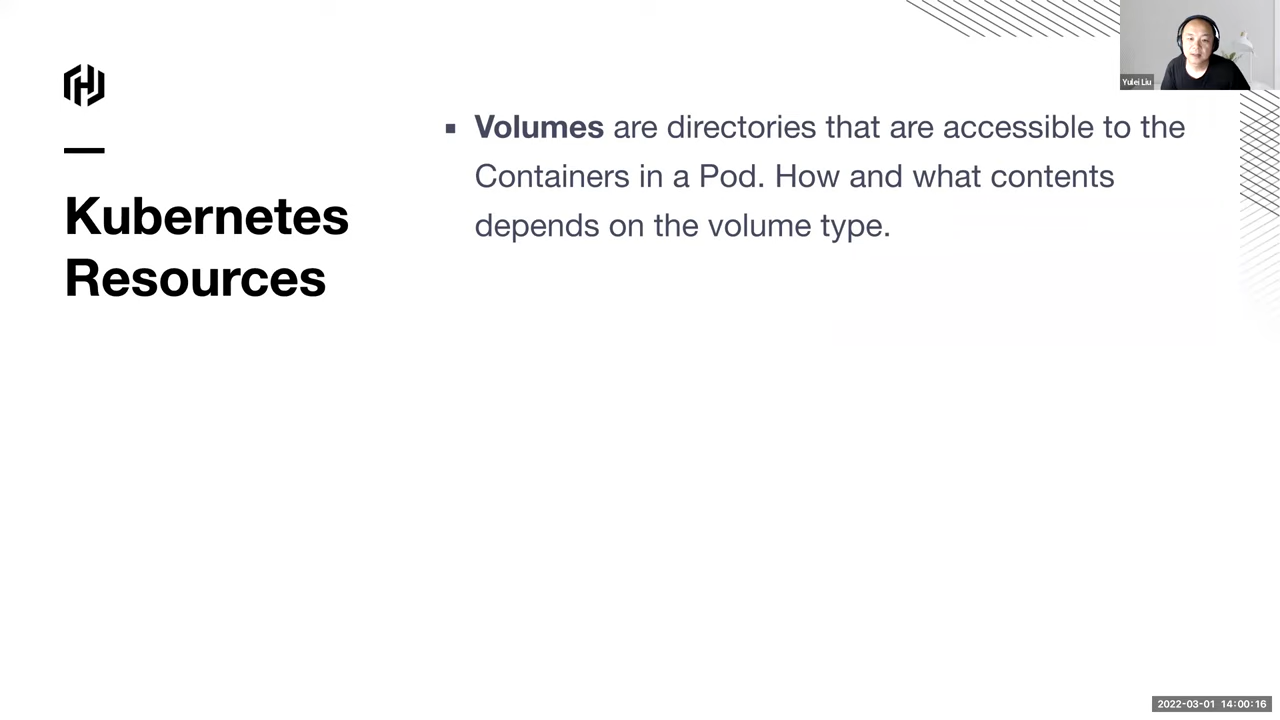 Yulei Liu
Kubernetes
Resources
▪ Volumes are directories that are accessible to the
Containers in a Pod. How and what contents
depends on the volume type.
2022-03-01 14:00:16